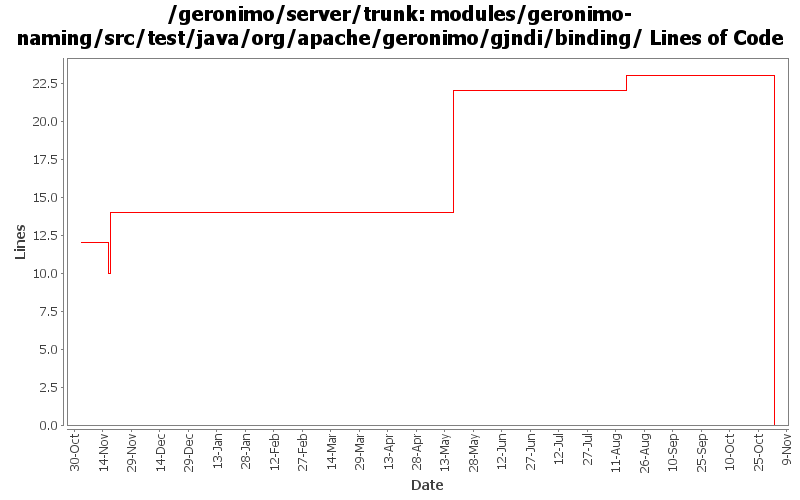 /geronimo/server/trunk: modules/geronimo-
naming/src/test/java/org/apache/geronimo/gjndi/binding/ Lines of Code
22.5
20.0
17.5
15.0
12.5
10.0
7.5
5.0
2.5
0.0
Lines
30-Oct
14-Nov
29-Nov
14-Dec
29-Dec
13-Jan
28-Jan
12-Feb
27-Feb
14-Mar
29-Mar
13-Apr
28-Apr
13-May
28-May
12-Jun
27-Jun
12-Jul
27-Jul
11-Aug
26-Aug
10-Sep
25-Sep
10-Oct
25-Oct
9-Nov
Date